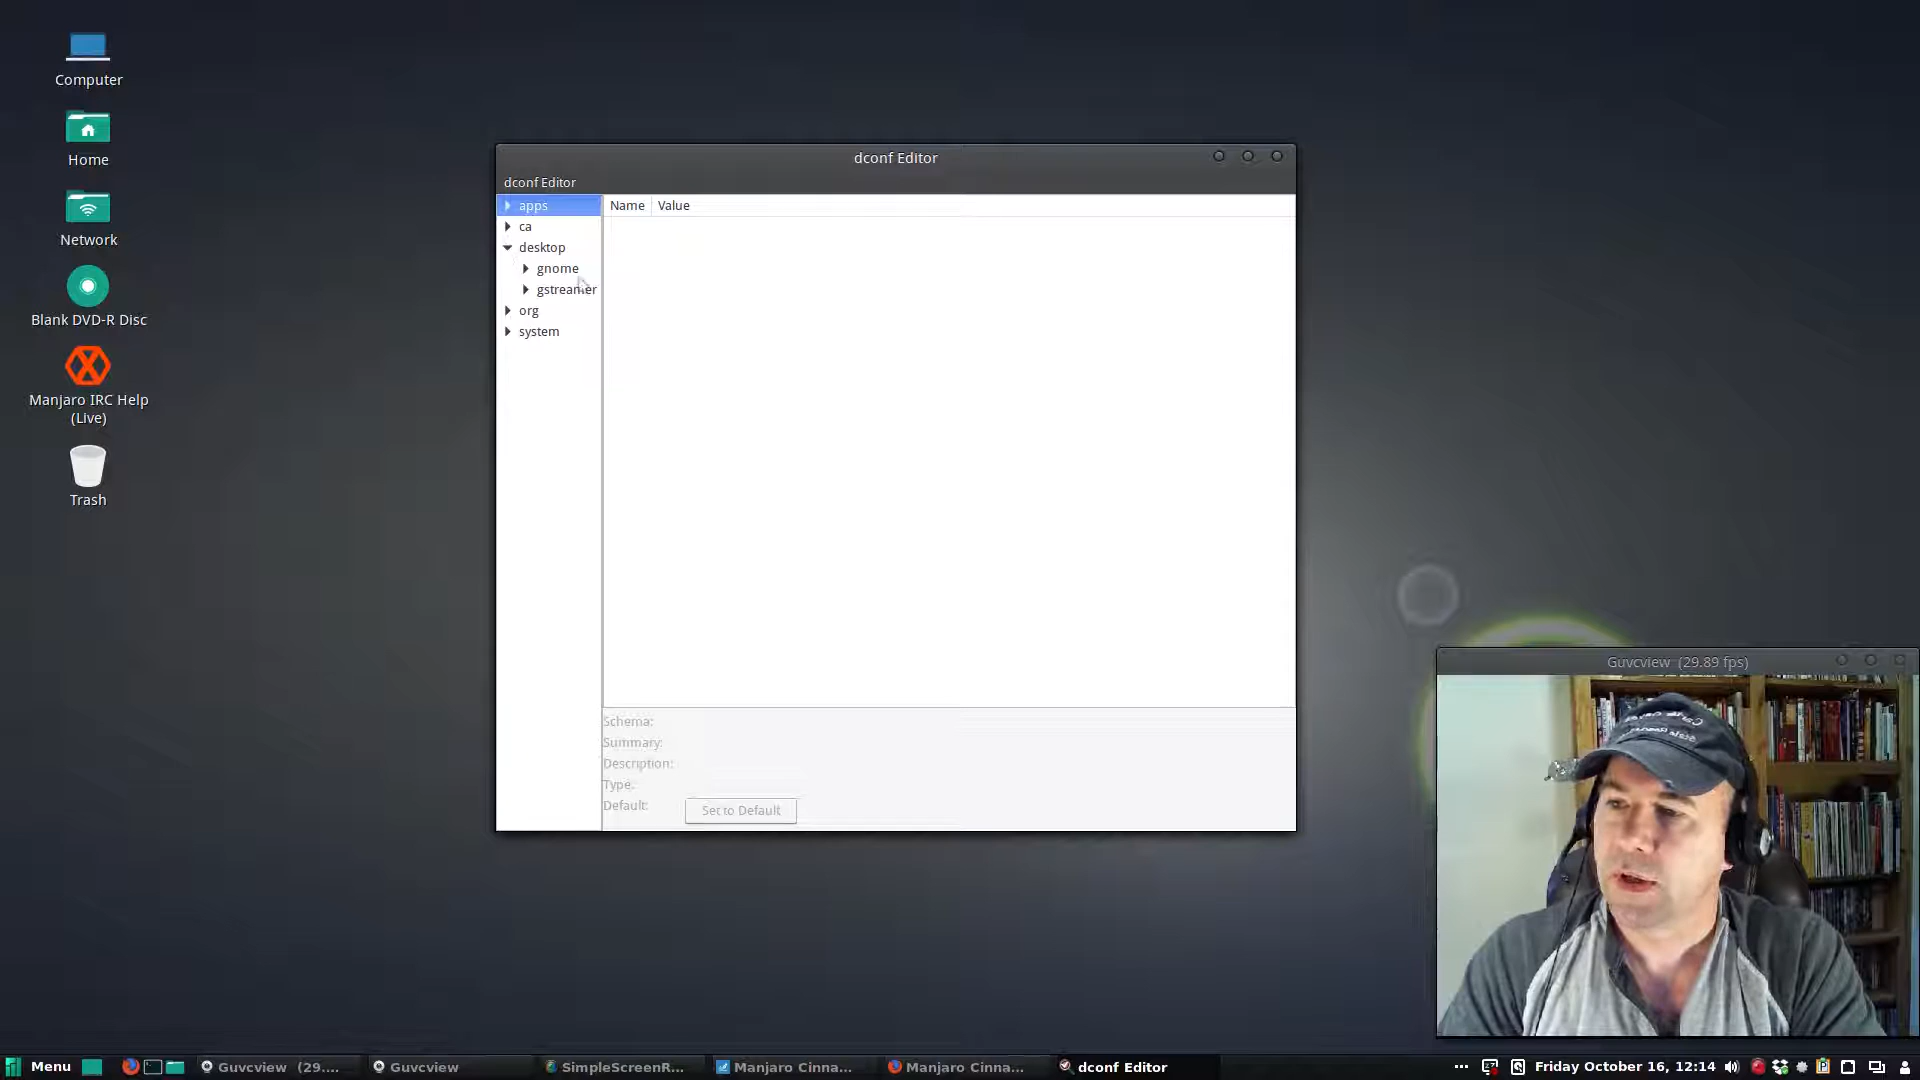 Computer
Home
Network
Blank DVD-R Disc
Manjaro IRC Help
(Live)
Trash
dconf Editor
dconf Editor
apps
ca
desktop
gnome
gstreamer
org
system
Name
Value
Schema:
Summary:
Description:
Type:
Default:
Set to Default
Guvcview (29.89 fps)
Menu
Guvcview (29....
Guvcview
SimpleScreenR...
Manjaro Cinna...
Manjaro Cinna...
dconf Editor
Friday October 16, 12:14